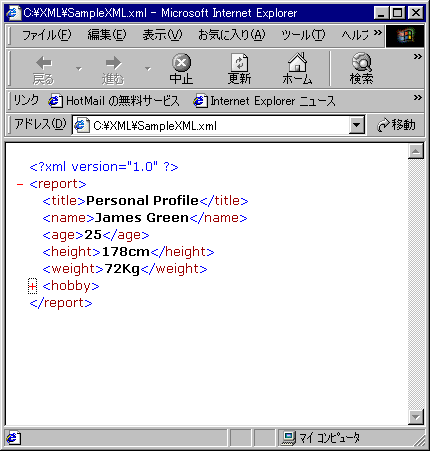 C:¥XML¥SampleXML.xml - Microsoft Internet Explorer
ファイル(F) 編集(E) 表示(V) お気に入り(A) ツール(T) ヘルプ »
戻る 進む 中止 更新 ホーム 検索 »
リンク HotMail の無料サービス Internet Explorer ニュース »
アドレス(D) C:¥XML¥SampleXML.xml 移動
<?xml version="1.0" ?>
- <report>
<title>Personal Profile</title>
<name>James Green</name>
<age>25</age>
<height>178cm</height>
<weight>72Kg</weight>
+ <hobby>
</report>
マイ コンピュータ